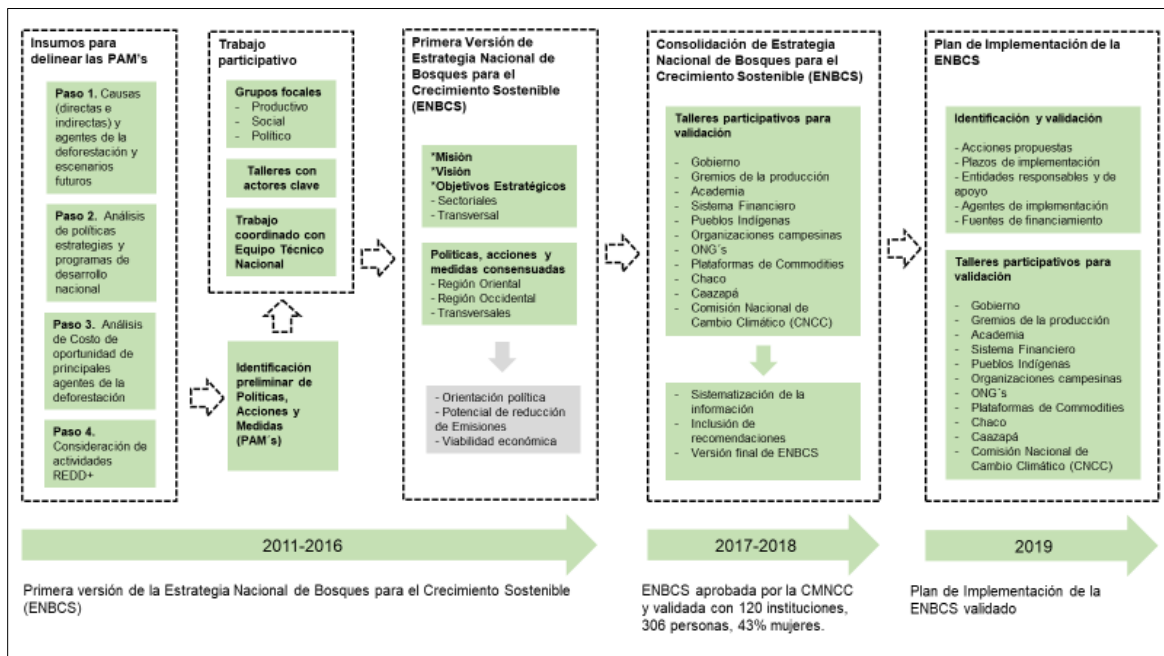 Insumos para
delinear las PAM's
Paso 1. Causas
(directas e
indirectas) y
agentes de la
deforestación y
escenarios
futuros
Paso 2. Análisis
de políticas
estrategias y
programas de
desarrollo
nacional
Paso 3. Análisis
de Costo de
oportunidad de
principales
agentes de la
deforestación
Paso 4.
Consideración de
actividades
REDD+
Trabajo
participativo
Grupos focales
- Productivo
- Social
- Político
Talleres con
actores clave
Trabajo
coordinado con
Equipo Técnico
Nacional
Identificación
preliminar de
Políticas,
Acciones y
Medidas
(PAM´s)
Primera Versión de
Estrategia Nacional de
Bosques para el
Crecimiento Sostenible
(ENBCS)
*Misión
*Visión
*Objetivos Estratégicos
- Sectoriales
- Transversal
Políticas, acciones y
medidas consensuadas
- Región Oriental
- Región Occidental
- Transversales
- Orientación política
- Potencial de reducción
de Emisiones
- Viabilidad económica
Consolidación de Estrategia
Nacional de Bosques para el
Crecimiento Sostenible (ENBCS)
Talleres participativos para
validación
- Gobierno
- Gremios de la producción
- Academia
- Sistema Financiero
- Pueblos Indígenas
- Organizaciones campesinas
- ONG´s
- Plataformas de Commodities
- Chaco
- Caazapá
- Comisión Nacional de
Cambio Climático (CNCC)
- Sistematización de la
información
- Inclusión de
recomendaciones
- Versión final de ENBCS
Plan de Implementación de la
ENBCS
Identificación y validación
- Acciones propuestas
- Plazos de implementación
- Entidades responsables y de
apoyo
- Agentes de implementación
- Fuentes de financiamiento
Talleres participativos para
validación
- Gobierno
- Gremios de la producción
- Academia
- Sistema Financiero
- Pueblos Indígenas
- Organizaciones campesinas
- ONG´s
- Plataformas de Commodities
- Chaco
- Caazapá
- Comisión Nacional de
Cambio Climático (CNCC)
2011-2016
2017-2018
2019
Primera versión de la Estrategia Nacional de Bosques para el Crecimiento Sostenible
(ENBCS)
ENBCS aprobada por la CMNCC
y validada con 120 instituciones,
306 personas, 43% mujeres.
Plan de Implementación de la
ENBCS validado